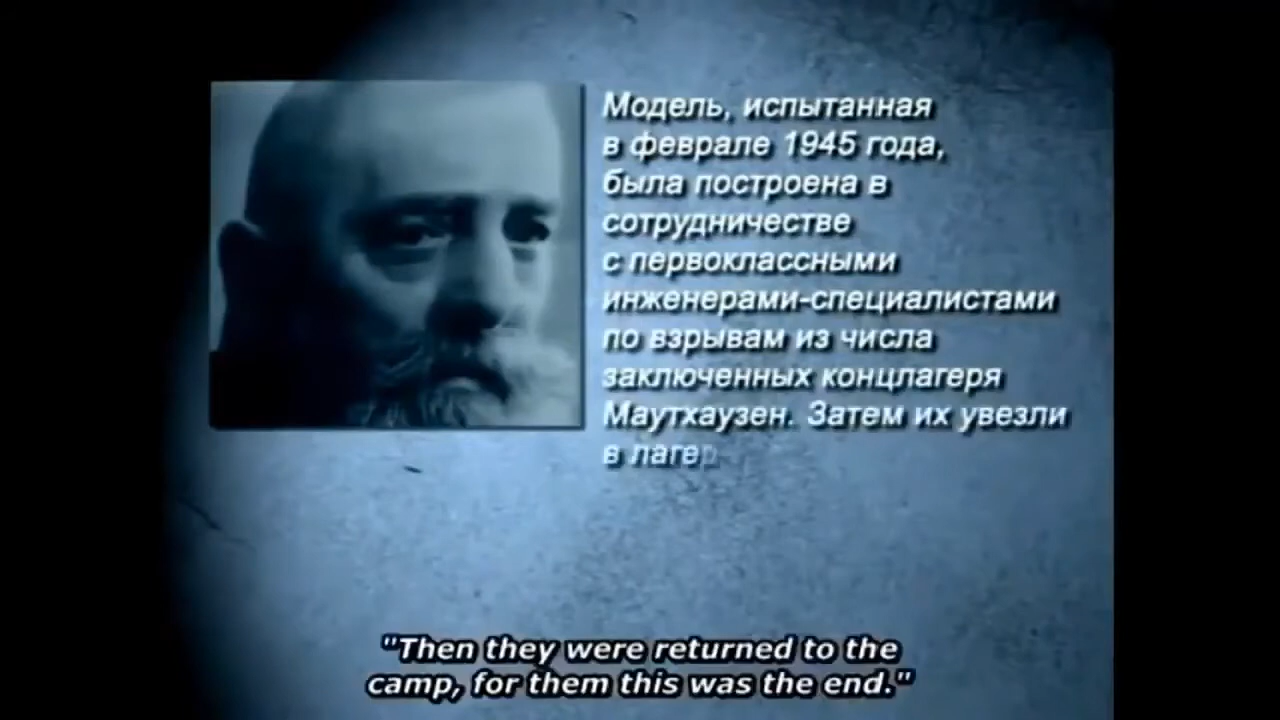 Модель, испытанная
в феврале 1945 года,
была построена в
сотрудничестве
с первоклассными
инженерами-специалистами
по взрывам из числа
заключенных концлагеря
Маутхаузен. Затем их увезли
в лагер
"Then they were returned to the
camp, for them this was the end."